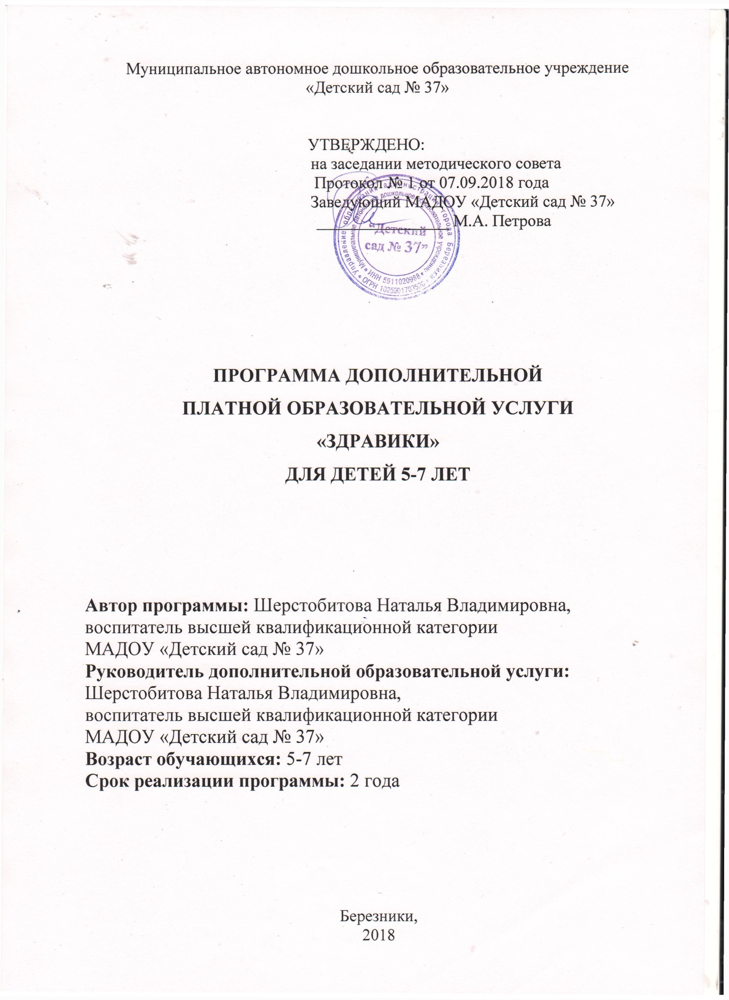 Муниципальное автономное дошкольное образовательное учреждение
«Детский сад № 37»
УТВЕРЖДЕНО:
на заседании методического совета
Протокол № 1 от 07.09.2018 года
Заведующий МАДОУ «Детский сад № 37»
________________М.А. Петрова
Управление образования администрации города Березники
ОГРН
Муниципальное автономное дошкольное образовательное учреждение
ИНН 5911020988
“Детский
сад № 37”
ПРОГРАММА ДОПОЛНИТЕЛЬНОЙ
ПЛАТНОЙ ОБРАЗОВАТЕЛЬНОЙ УСЛУГИ
«ЗДРАВИКИ»
ДЛЯ ДЕТЕЙ 5-7 ЛЕТ
Автор программы: Шерстобитова Наталья Владимировна,
воспитатель высшей квалификационной категории
МАДОУ «Детский сад № 37»
Руководитель дополнительной образовательной услуги:
Шерстобитова Наталья Владимировна,
воспитатель высшей квалификационной категории
МАДОУ «Детский сад № 37»
Возраст обучающихся: 5-7 лет
Срок реализации программы: 2 года
Березники,
2018